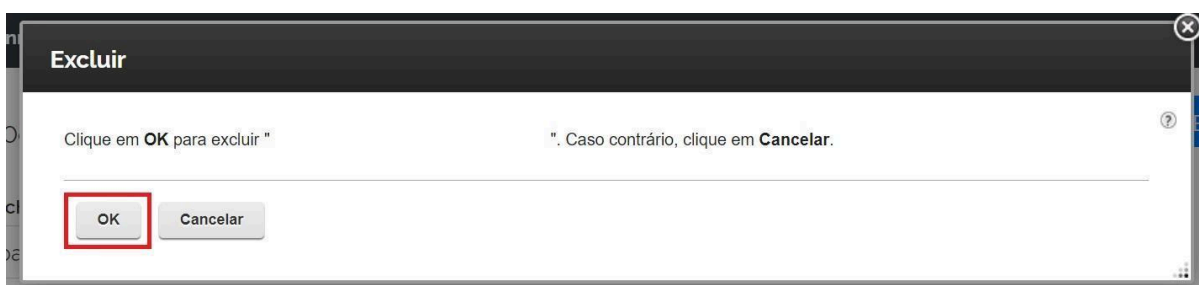 Excluir
Clique em OK para excluir " ". Caso contrário, clique em Cancelar.
OK Cancelar